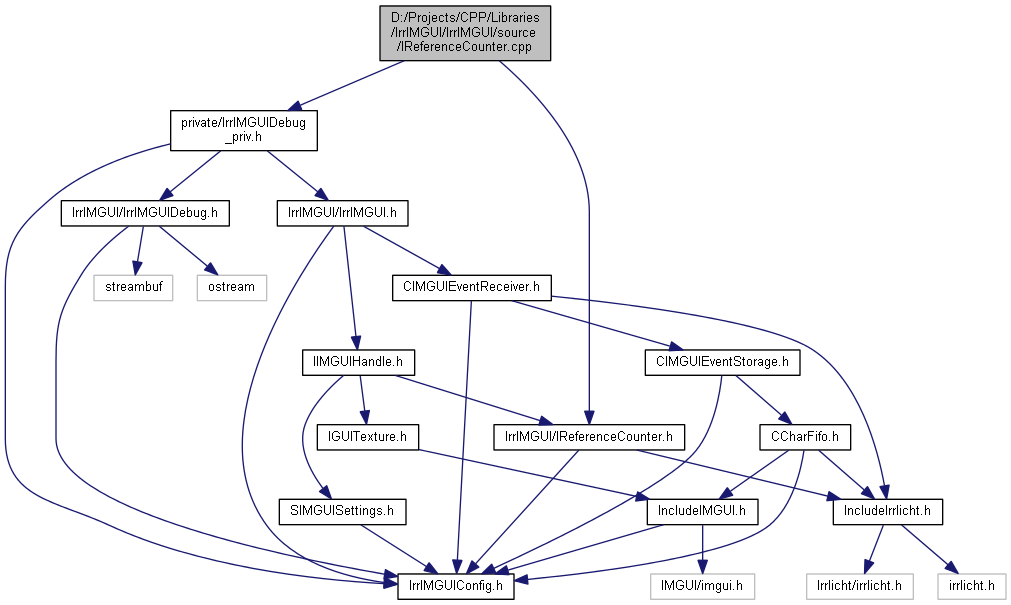 D:/Projects/CPP/Libraries
/IrrIMGUI/IrrIMGUI/source
/IReferenceCounter.cpp
private/IrrIMGUIDebug
_priv.h
IrrIMGUI/IrrIMGUIDebug.h
IrrIMGUI/IrrIMGUI.h
streambuf
ostream
CIMGUIEventReceiver.h
IIMGUIHandle.h
CIMGUIEventStorage.h
IGUITexture.h
IrrIMGUI/IReferenceCounter.h
CCharFifo.h
SIMGUISettings.h
IncludeIMGUI.h
IncludeIrrlicht.h
IrrIMGUIConfig.h
IMGUI/imgui.h
Irrlicht/irrlicht.h
irrlicht.h